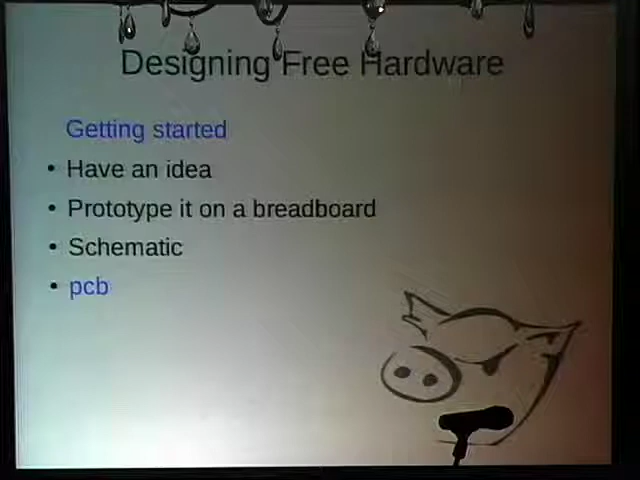 Designing Free Hardware
Getting started
• Have an idea
• Prototype it on a breadboard
• Schematic
• pcb